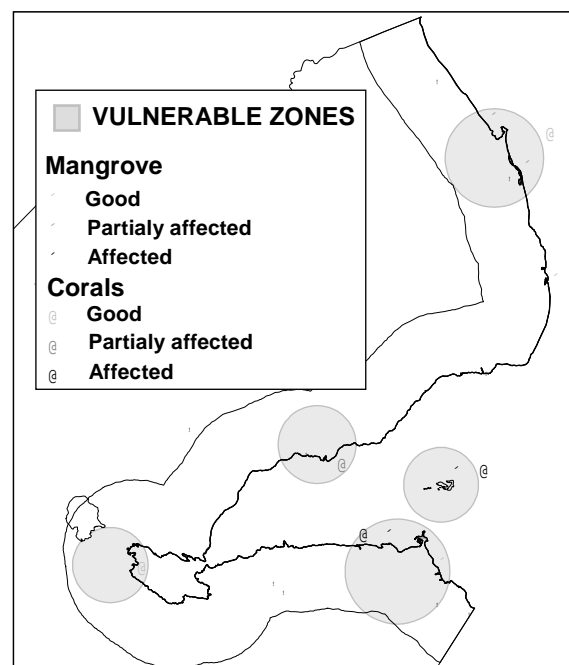 VULNERABLE ZONES
Mangrove
Good
Partialy affected
Affected
Corals
@ Good
@ Partialy affected
@ Affected
@
@
@
@
@